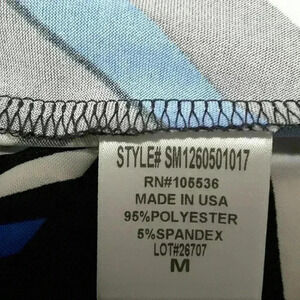 STYLE# SM1260501017
RN#105536
MADE IN USA
95%POLYESTER
5%SPANDEX
LOT#26707
M